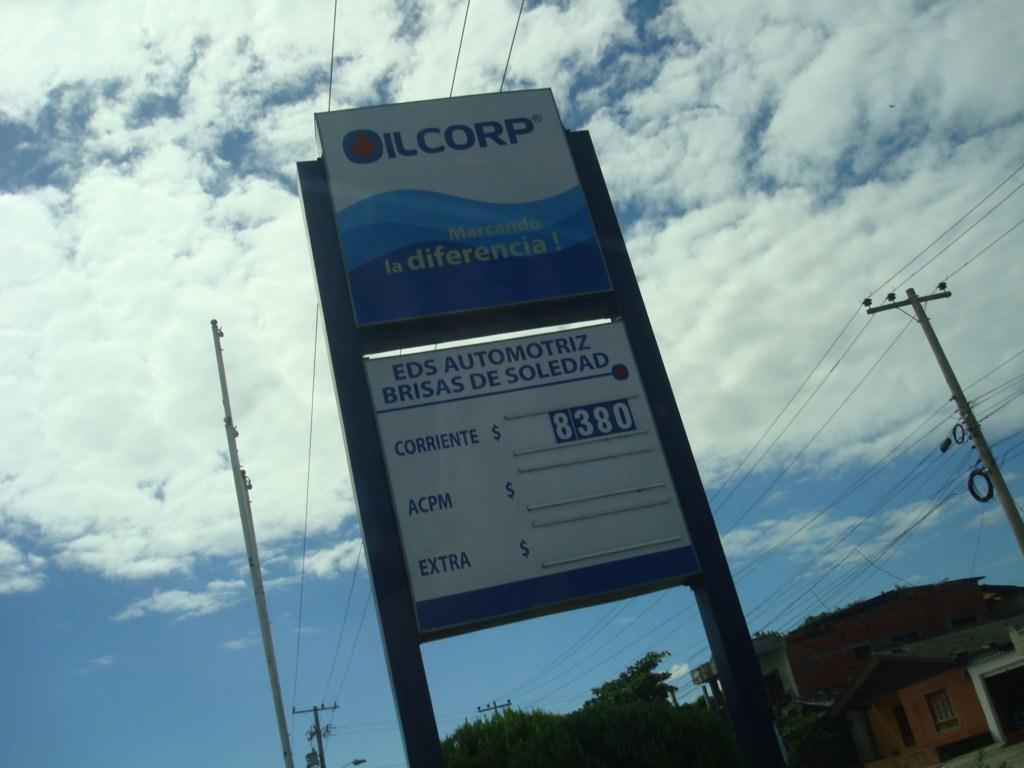 OILCORP®
Marcando
la diferencia !
EDS AUTOMOTRIZ
BRISAS DE SOLEDAD
CORRIENTE $ 8380
ACPM $
EXTRA $